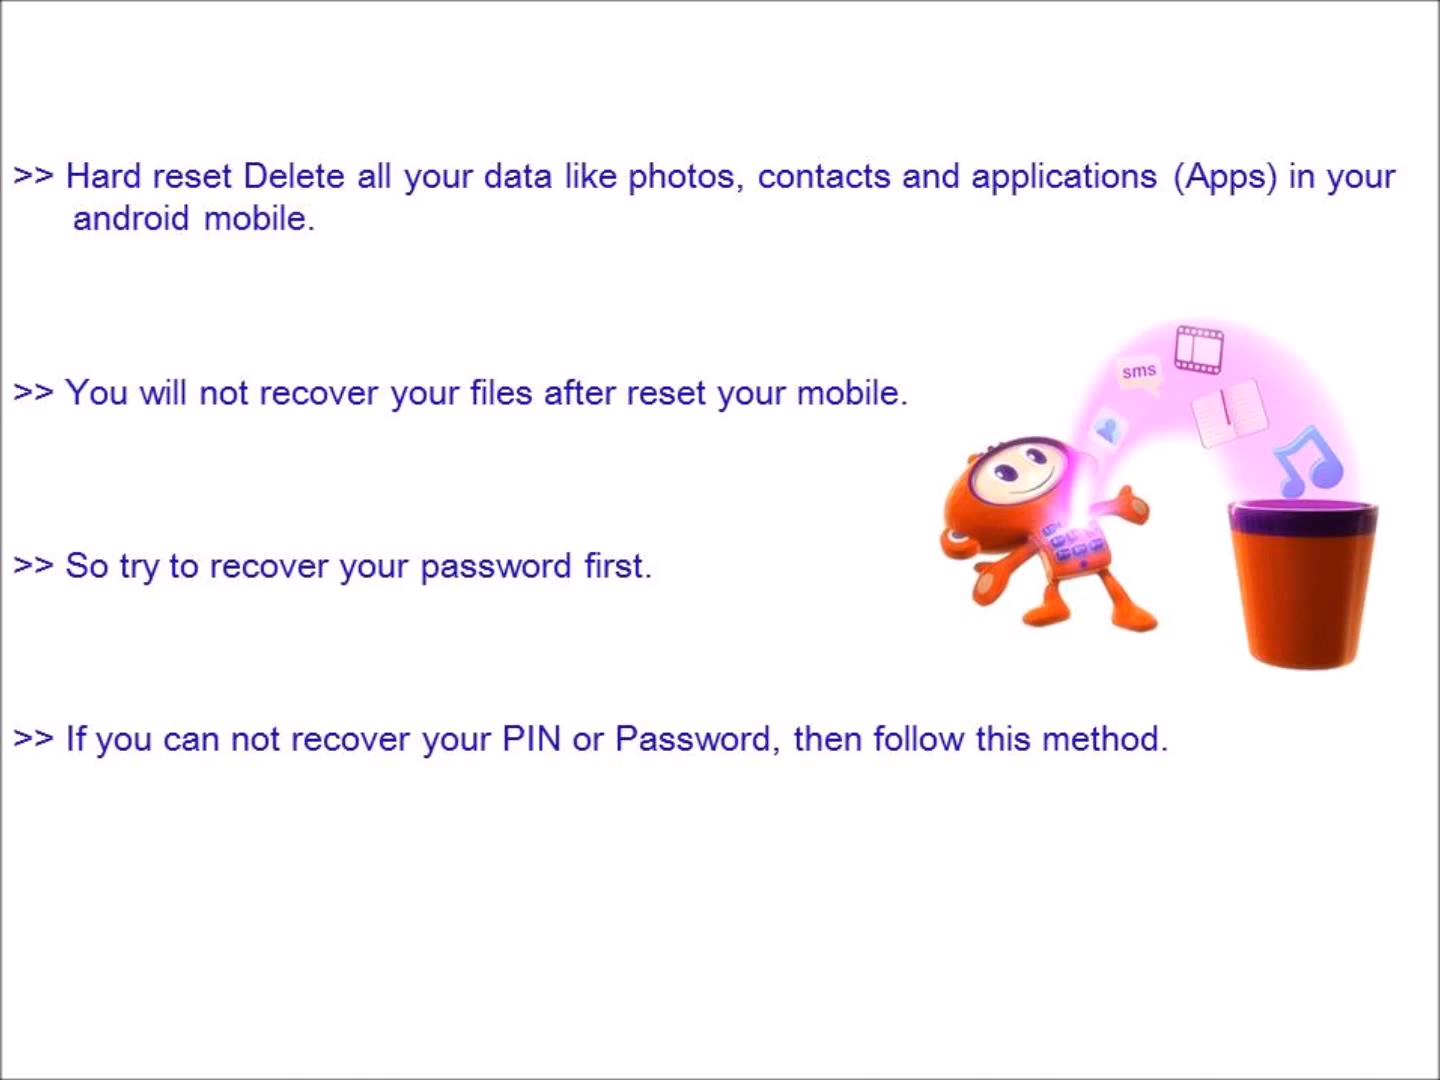 >> Hard reset Delete all your data like photos, contacts and applications (Apps) in your
android mobile.
>> You will not recover your files after reset your mobile.
sms
>> So try to recover your password first.
>> If you can not recover your PIN or Password, then follow this method.